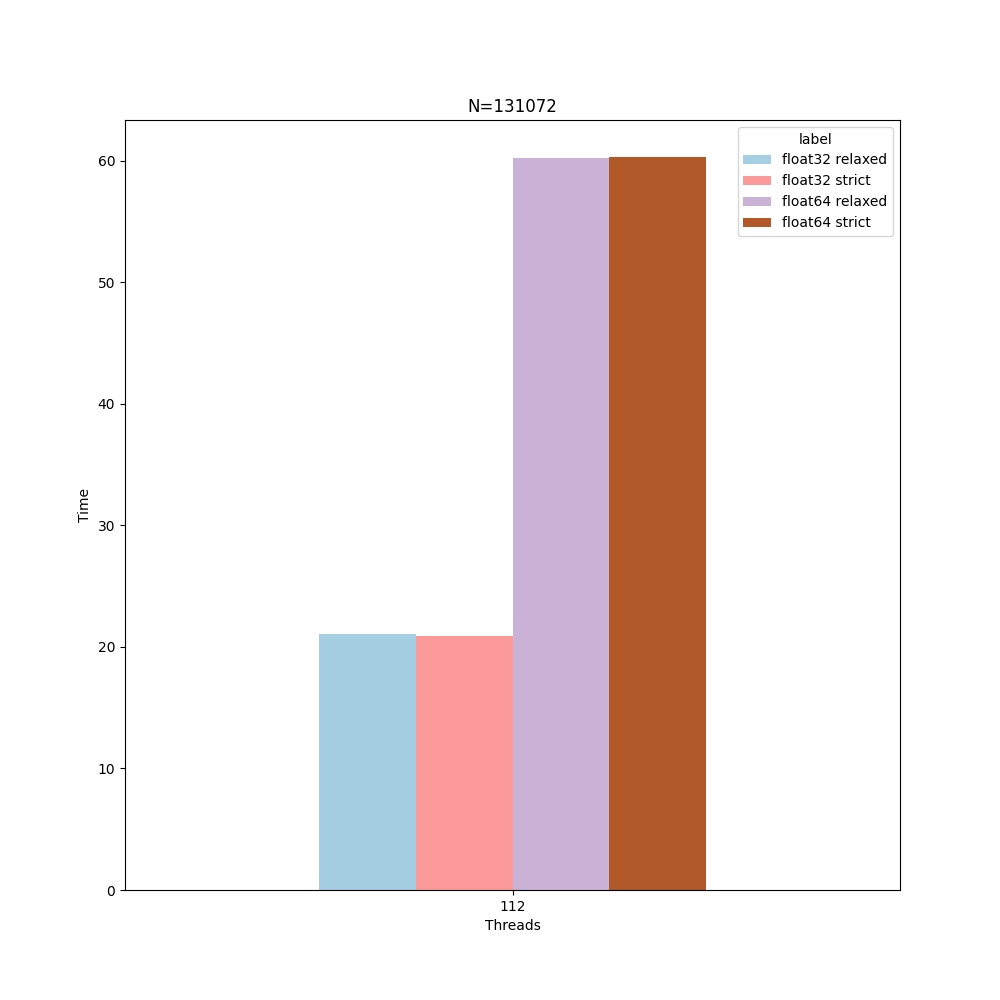 N=131072
label
float32 relaxed
float32 strict
float64 relaxed
float64 strict
60
50
40
30
20
10
0
Time
112
Threads